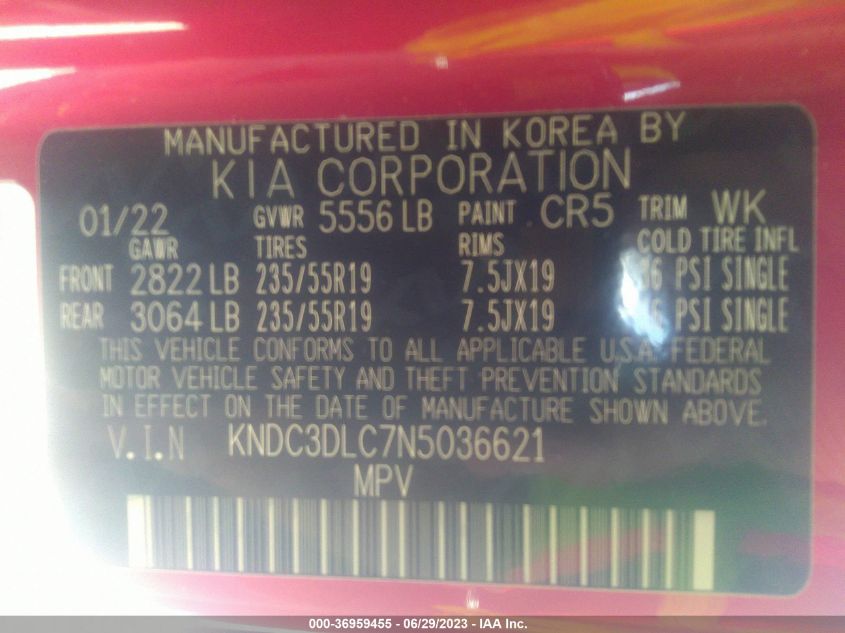 MANUFACTURED IN KOREA BY
KIA CORPORATION
01/22 GVWR 5556 LB PAINT CR5 TRIM WK
GAWR TIRES RIMS COLD TIRE INFL
FRONT 2822 LB 235/55R19 7.5JX19 PSI SINGLE
REAR 3064 LB 235/55R19 7.5JX19 PSI SINGLE
THIS VEHICLE CONFORMS TO ALL APPLICABLE U.S.A. FEDERAL
MOTOR VEHICLE SAFETY AND THEFT PREVENTION STANDARDS
IN EFFECT ON THE DATE OF MANUFACTURE SHOWN ABOVE.
V.I.N KNDC3DLC7N5036621
MPV
000-36959455 - 06/29/2023 - IAA Inc.